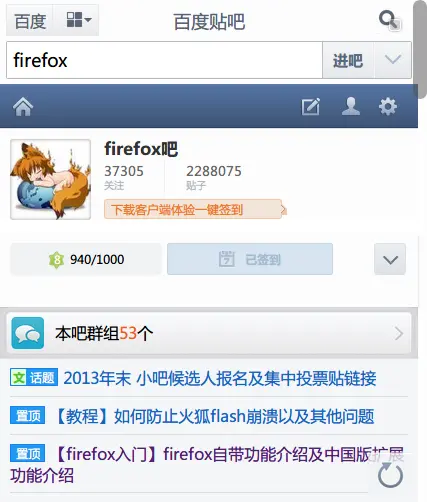 百度
百度贴吧
firefox
进吧
firefox吧
37305
2288075
关注
贴子
下载客户端体验一键签到
8
940/1000
7
已签到
本吧群组53个
文 话题 2013年末 小吧候选人报名及集中投票贴链接
置顶 【教程】如何防止火狐flash崩溃以及其他问题
置顶 【firefox入门】firefox自带功能介绍及中国版扩展
功能介绍